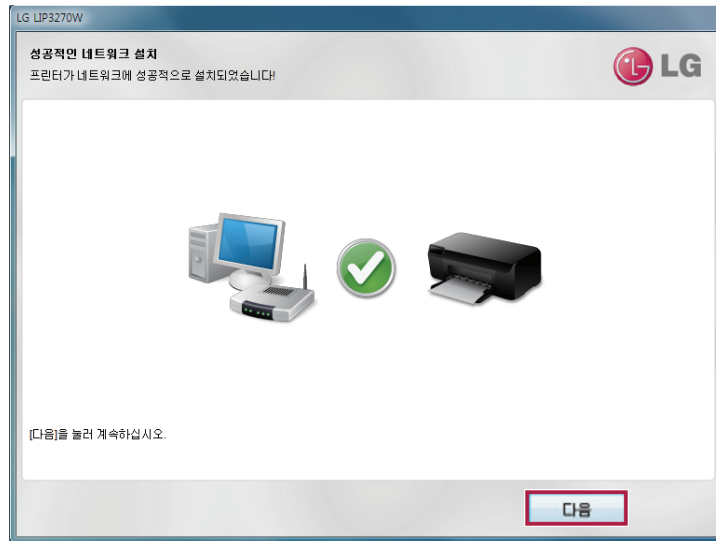 LG LIP3270W
성공적인 네트워크 설치
프린터가 네트워크에 성공적으로 설치되었습니다!
LG
[다음]을 눌러 계속하십시오.
다음